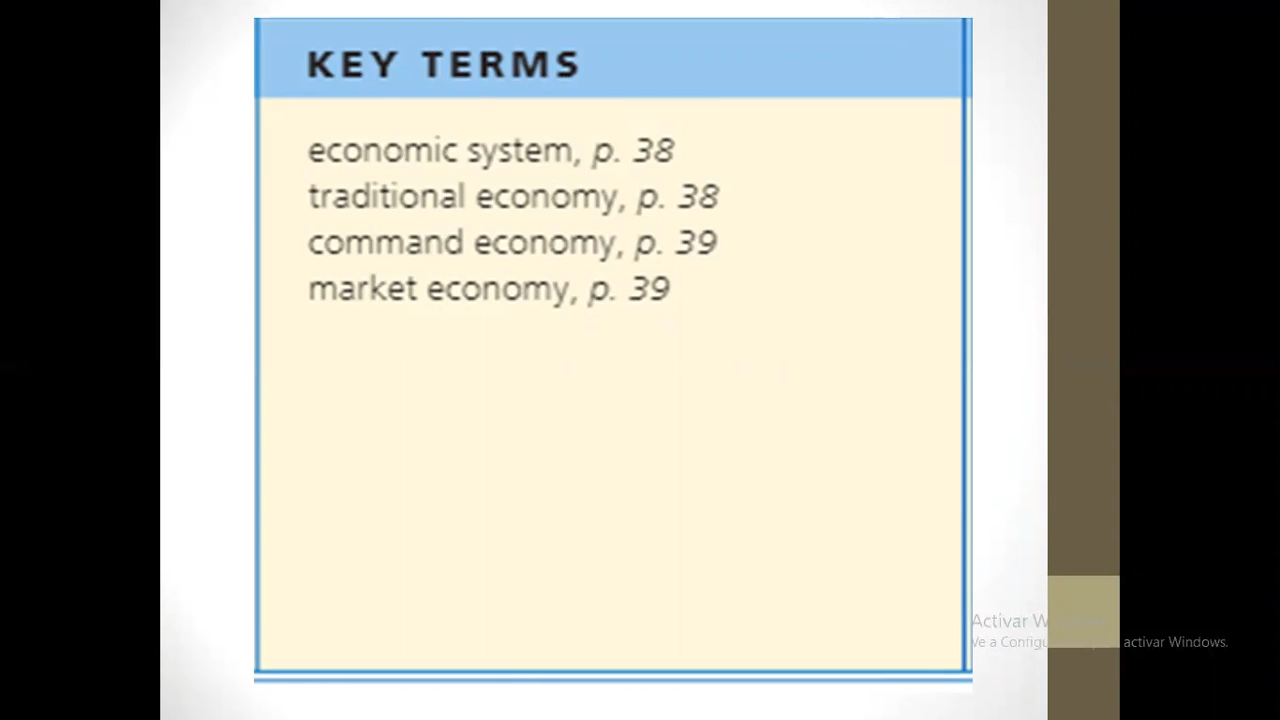 KEY TERMS
economic system, p. 38
traditional economy, p. 38
command economy, p. 39
market economy, p. 39
Activar
activar Windows.